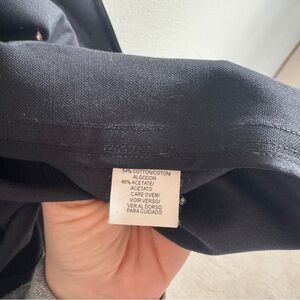 54% COTTON/COTON/
ALGODON
46% ACETATE/
ACETATO
CARE OVER/
VOIR VERSO/
VER AL DORSO
PARA CUIDADO